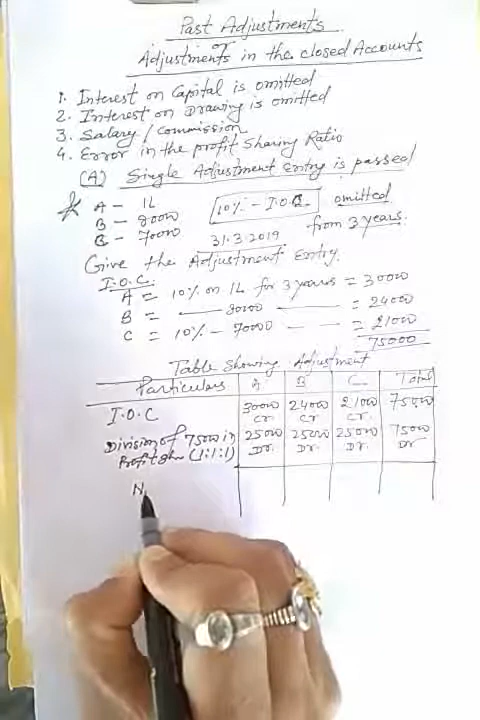 Past Adjustments
or
Adjustments in the closed Accounts
1. Interest on Capital is omitted
2. Interest on Drawing is omitted
3. Salary / commission
4. Error in the profit Sharing Ratio
(A) Single Adjustment Entry is passed
A - 1L 10% - I.O.C. omitted
B - 80000
C - 70000 31.3.2019 from 3 years.
Give the Adjustment Entry.
I.O.C.:
A = 10% on 1L for 3 years = 30000
B = —— 80000 —— = 24000
C = 10% - 70000 — — = 21000
75000
Table Showing Adjustment
Particulars A B C Total
I.O.C 30000 24000 21000 75000
Cr. Cr Cr.
Division of 75000 in 25000 25000 25000 75000
Profit (1:1:1) Dr. Dr. Dr. Dr
N